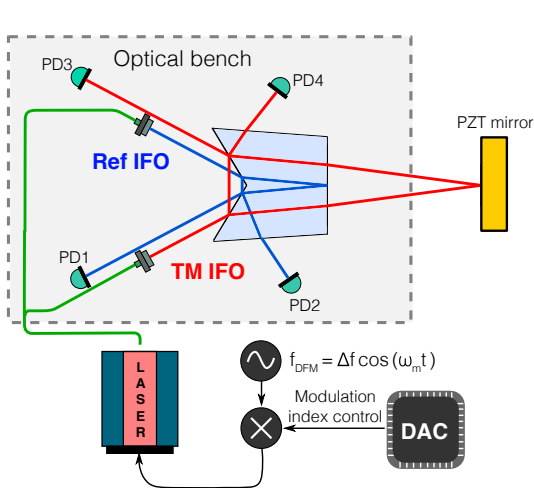 Optical bench
PD3
PD4
PZT mirror
Ref IFO
PD1
TM IFO
PD2
LASER
f_DFM = Δf cos (ω_m t)
Modulation
index control
DAC